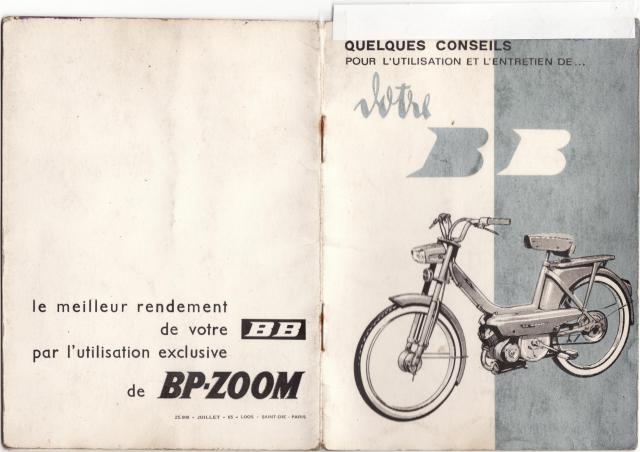 le meilleur rendement
de votre BB
par l'utilisation exclusive
de BP-ZOOM
QUELQUES CONSEILS
POUR L'UTILISATION ET L'ENTRETIEN DE...
votre
BB